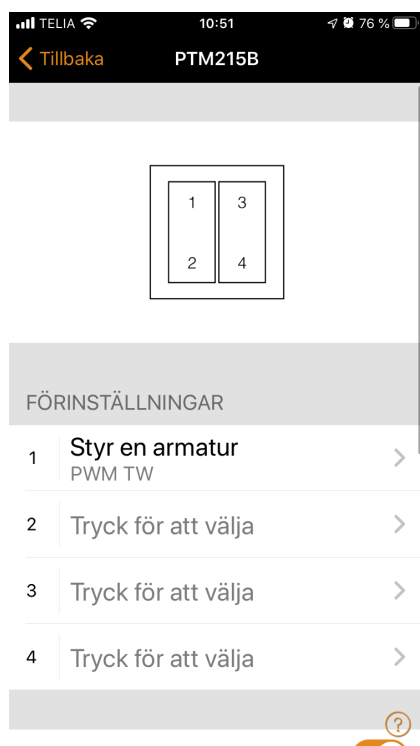 TELIA 10:51 76 %
Tillbaka PTM215B
1 3
2 4
FÖRINSTÄLLNINGAR
1 Styr en armatur
PWM TW
2 Tryck för att välja
3 Tryck för att välja
4 Tryck för att välja
?